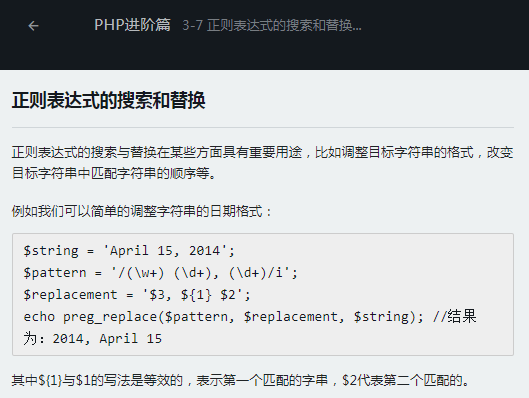 PHP进阶篇 3-7 正则表达式的搜索和替换...
正则表达式的搜索和替换
正则表达式的搜索与替换在某些方面具有重要用途，比如调整目标字符串的格式，改变
目标字符串中匹配字符串的顺序等。
例如我们可以简单的调整字符串的日期格式：
$string = 'April 15, 2014';
$pattern = '/(\w+) (\d+), (\d+)/i';
$replacement = '$3, ${1} $2';
echo preg_replace($pattern, $replacement, $string); //结果
为：2014, April 15
其中${1}与$1的写法是等效的，表示第一个匹配的字串，$2代表第二个匹配的。